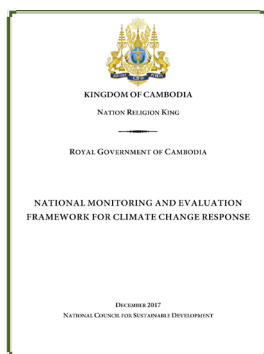 KINGDOM OF CAMBODIA
NATION RELIGION KING
ROYAL GOVERNMENT OF CAMBODIA
NATIONAL MONITORING AND EVALUATION
FRAMEWORK FOR CLIMATE CHANGE RESPONSE
DECEMBER 2017
NATIONAL COUNCIL FOR SUSTAINABLE DEVELOPMENT